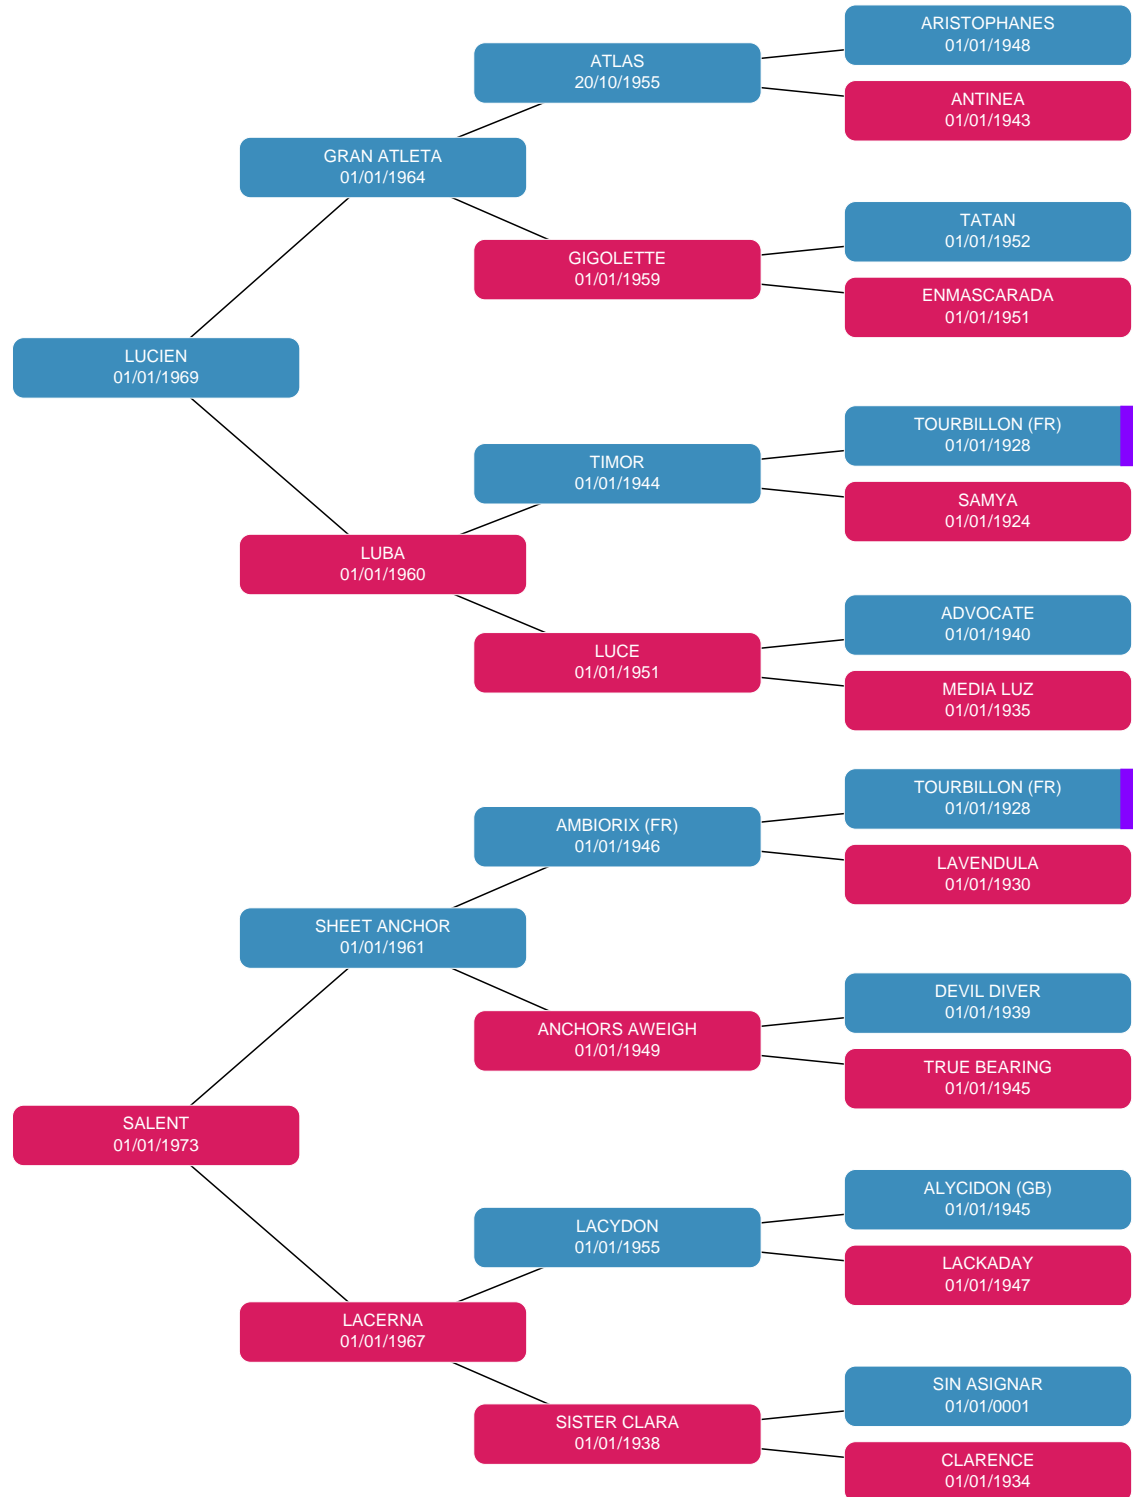 ARISTOPHANES
01/01/1948
ATLAS
20/10/1955
ANTINEA
01/01/1943
GRAN ATLETA
01/01/1964
TATAN
01/01/1952
GIGOLETTE
01/01/1959
ENMASCARADA
01/01/1951
LUCIEN
01/01/1969
TOURBILLON (FR)
01/01/1928
TIMOR
01/01/1944
SAMYA
01/01/1924
LUBA
01/01/1960
ADVOCATE
01/01/1940
LUCE
01/01/1951
MEDIA LUZ
01/01/1935
TOURBILLON (FR)
01/01/1928
AMBIORIX (FR)
01/01/1946
LAVENDULA
01/01/1930
SHEET ANCHOR
01/01/1961
DEVIL DIVER
01/01/1939
ANCHORS AWEIGH
01/01/1949
TRUE BEARING
01/01/1945
SALENT
01/01/1973
ALYCIDON (GB)
01/01/1945
LACYDON
01/01/1955
LACKADAY
01/01/1947
LACERNA
01/01/1967
SIN ASIGNAR
01/01/0001
SISTER CLARA
01/01/1938
CLARENCE
01/01/1934